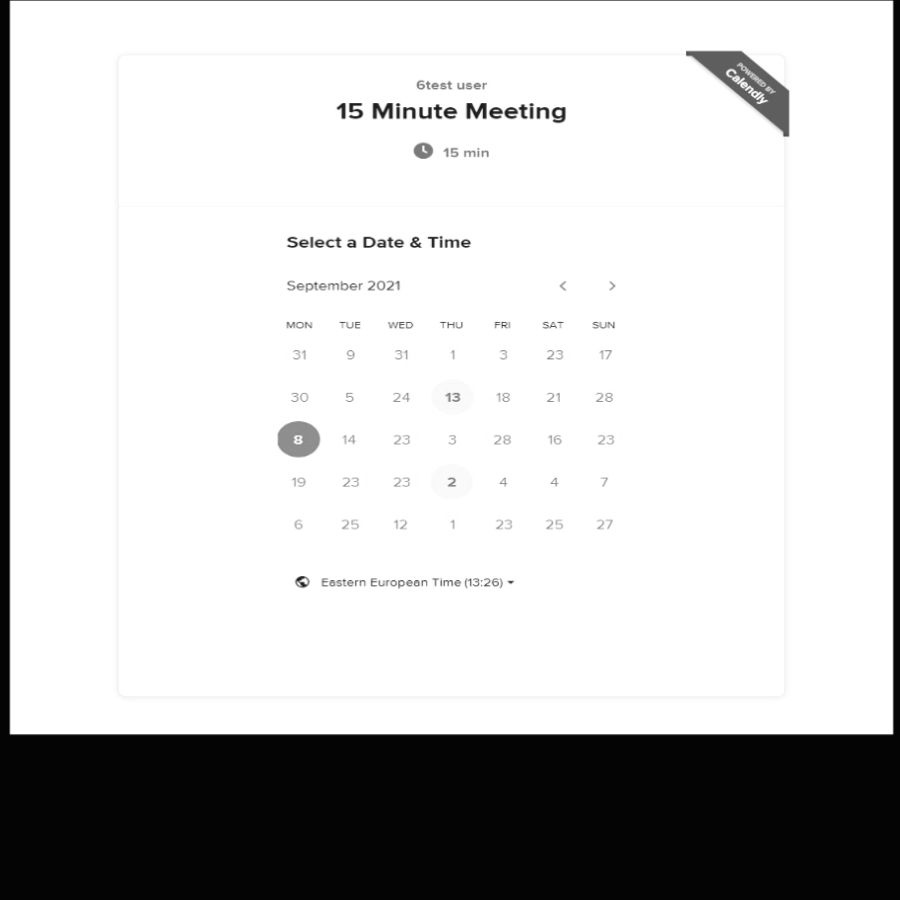 POWERED BY
Calendly
6test user
15 Minute Meeting
15 min
Select a Date & Time
September 2021
MON TUE WED THU FRI SAT SUN
31 9 31 1 3 23 17
30 5 24 13 18 21 28
8 14 23 3 28 16 23
19 23 23 2 4 4 7
6 25 12 1 23 25 27
Eastern European Time (13:26)